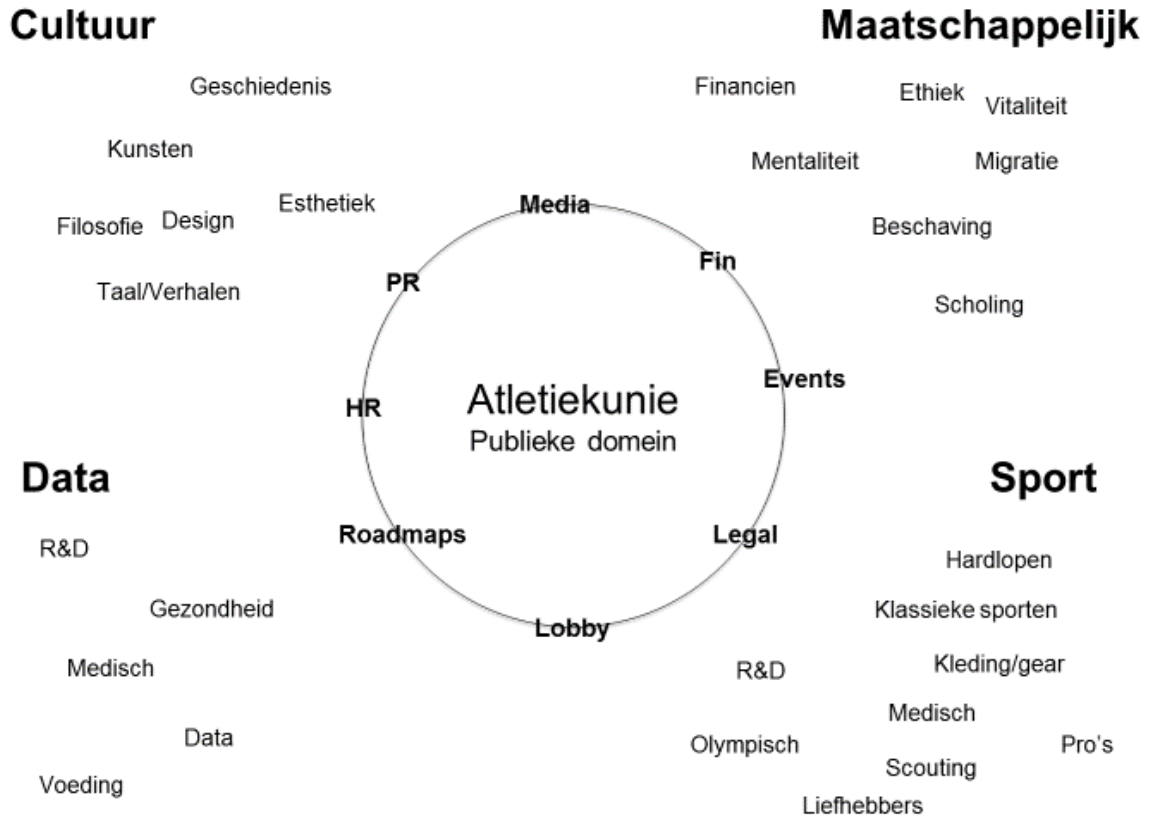 Cultuur
Maatschappelijk
Geschiedenis
Financien
Ethiek
Vitaliteit
Kunsten
Mentaliteit
Migratie
Esthetiek
Media
Filosofie
Design
Beschaving
Fin
PR
Taal/Verhalen
Scholing
Events
HR
Atletiekunie
Publieke domein
Data
Sport
Roadmaps
Legal
R&D
Hardlopen
Gezondheid
Klassieke sporten
Lobby
Medisch
R&D
Kleding/gear
Medisch
Data
Olympisch
Pro's
Scouting
Voeding
Liefhebbers